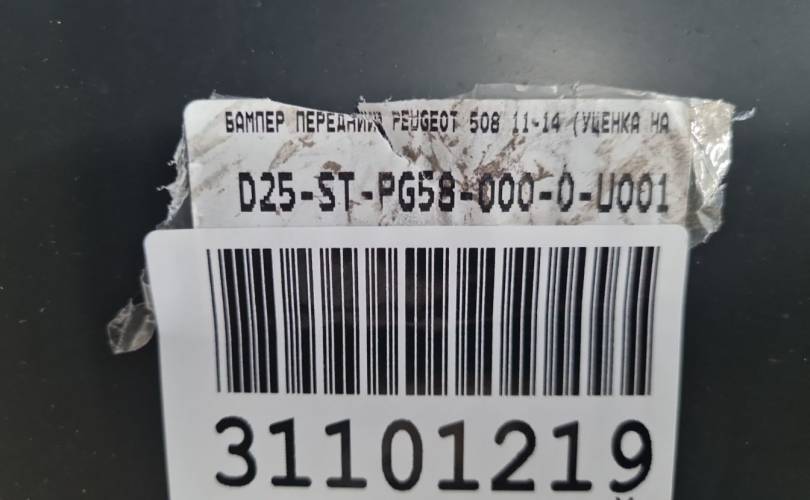 БАМПЕР ПЕРЕДНИЙ PEUGEOT 508 11-14 (УЦЕНКА НА
D25-ST-PG58-000-0-U001
31101219